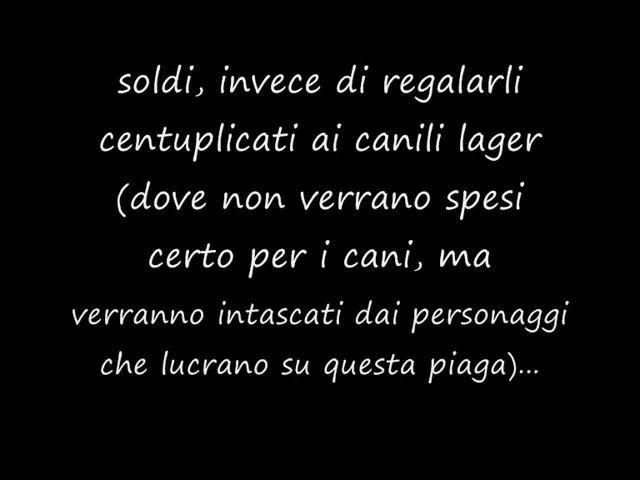 soldi, invece di regalarli
centuplicati ai canili lager
(dove non verrano spesi
certo per i cani, ma
verranno intascati dai personaggi
che lucrano su questa piaga)...